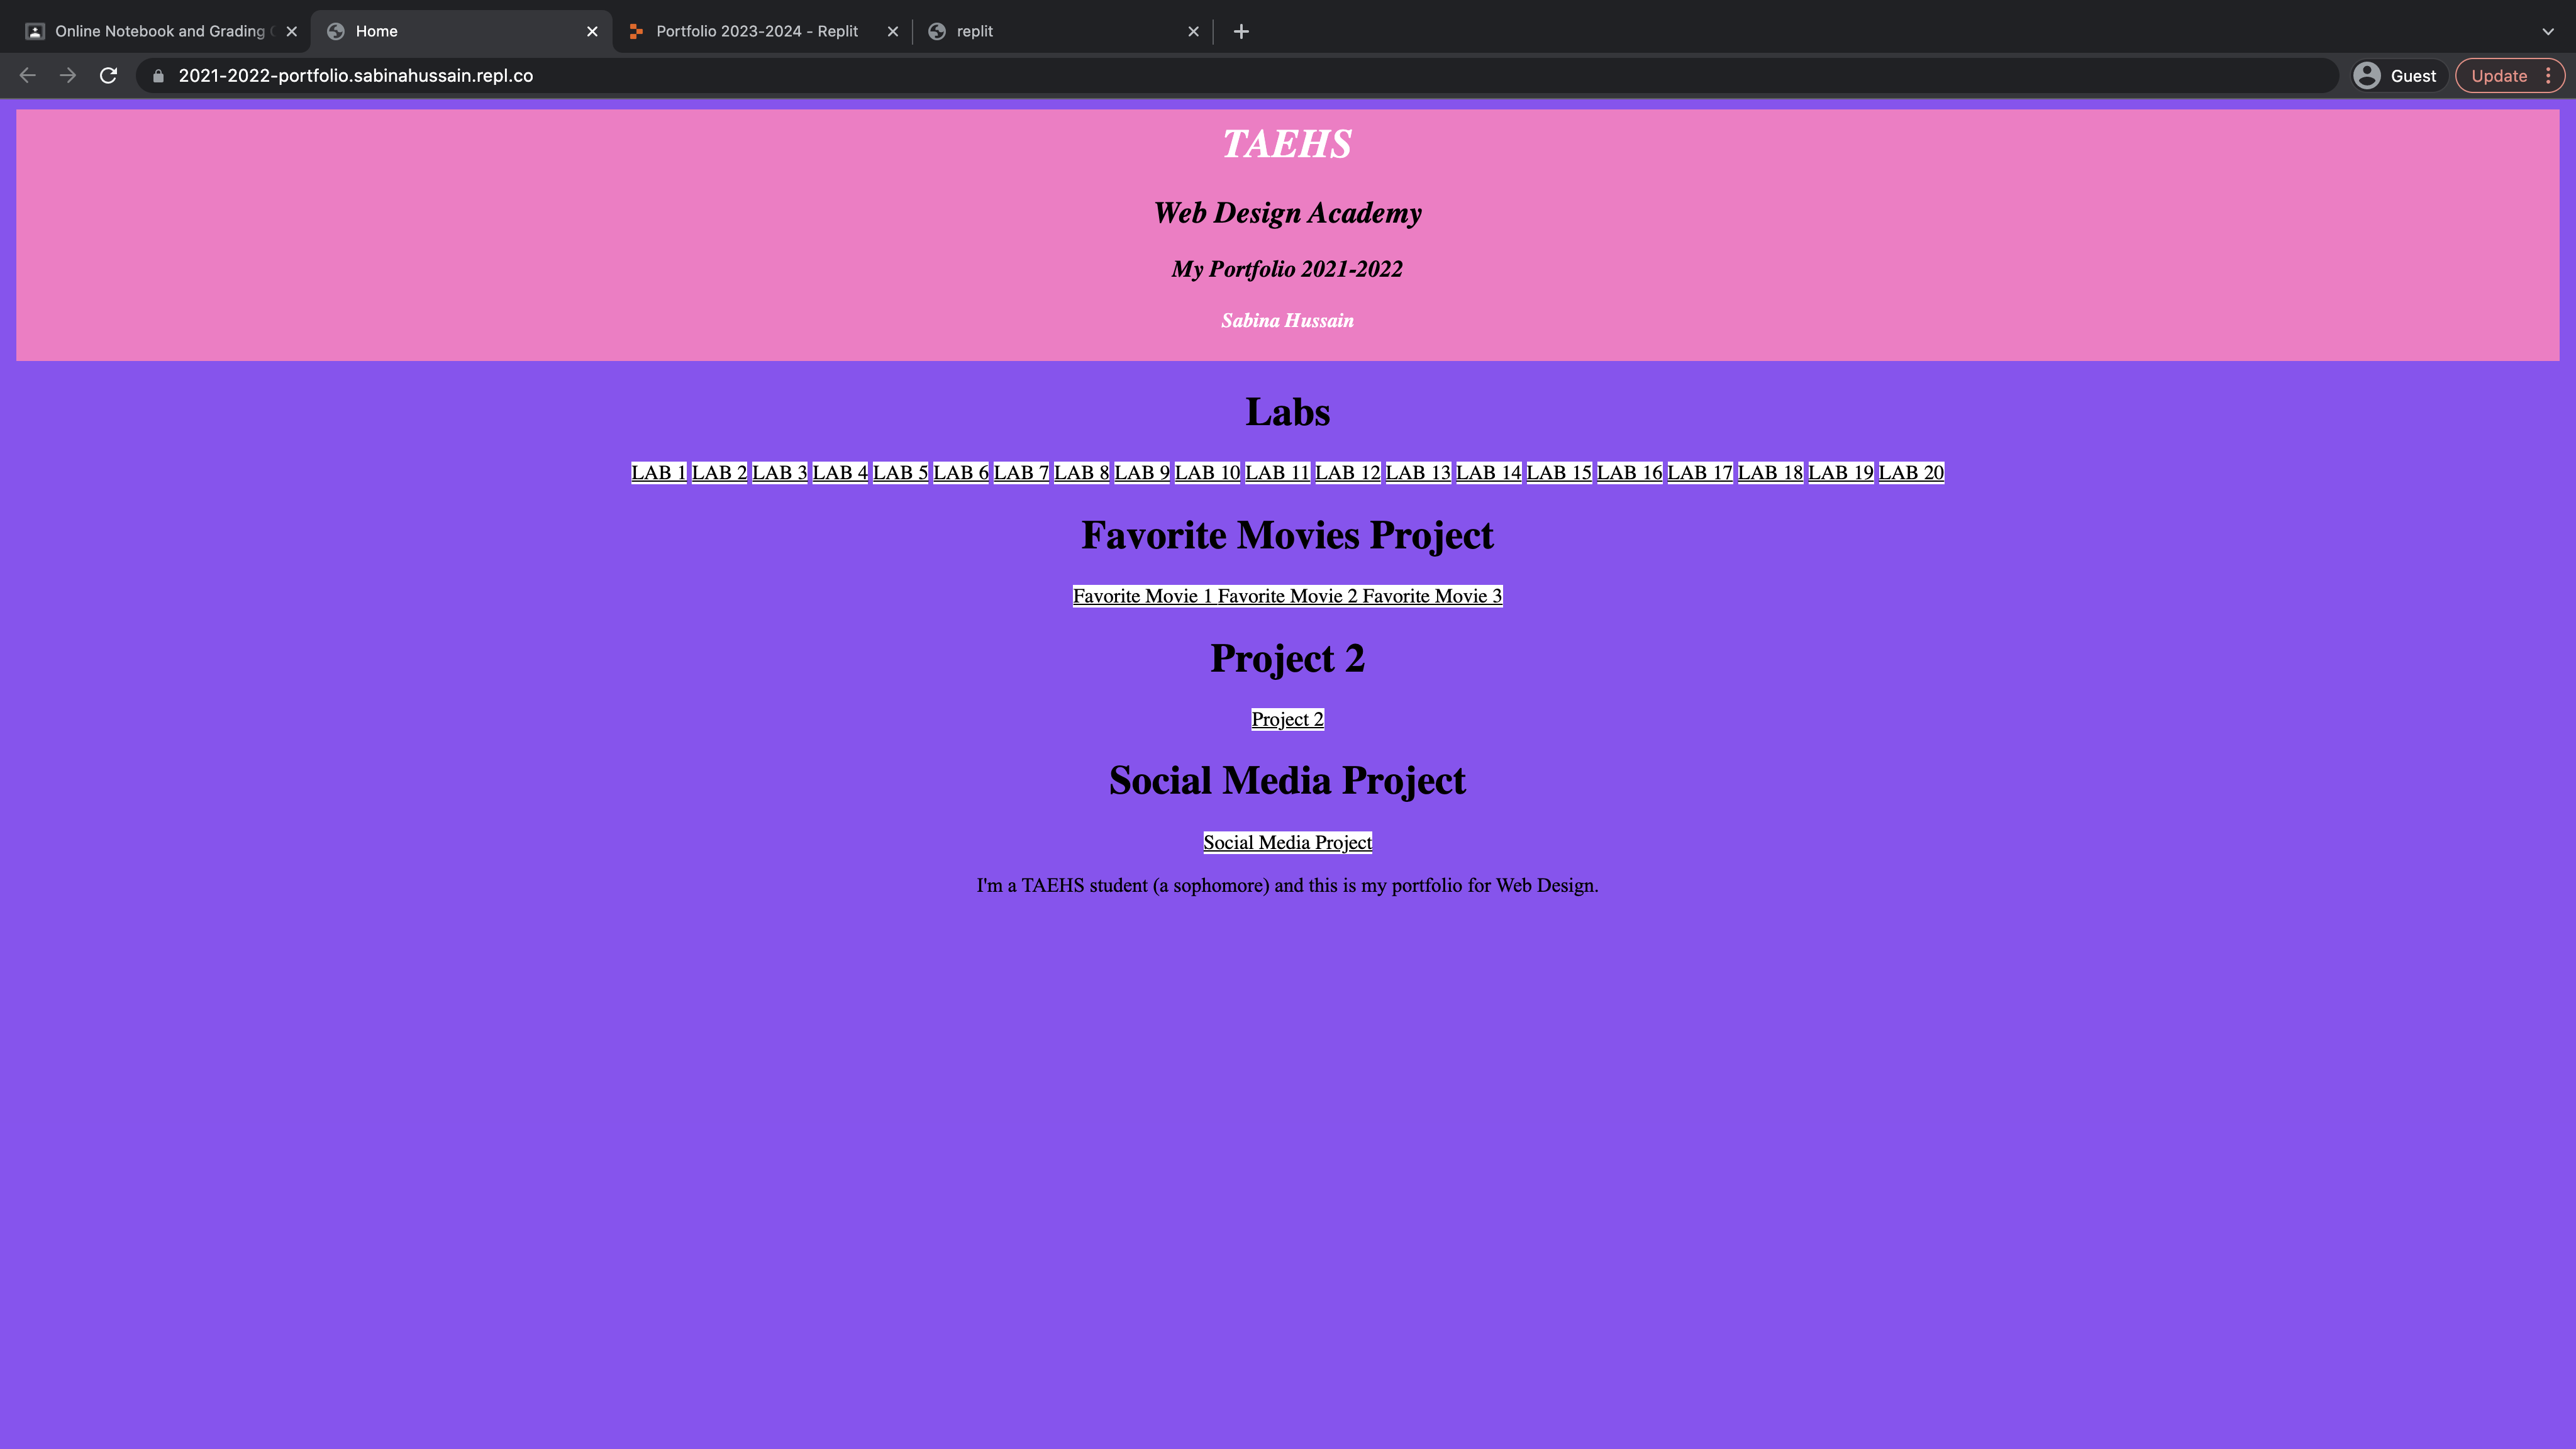 Online Notebook and Grading
Home
Portfolio 2023-2024 - Replit
replit
2021-2022-portfolio.sabinahussain.repl.co
Guest
Update
TAEHS
Web Design Academy
My Portfolio 2021-2022
Sabina Hussain
Labs
LAB 1 LAB 2 LAB 3 LAB 4 LAB 5 LAB 6 LAB 7 LAB 8 LAB 9 LAB 10 LAB 11 LAB 12 LAB 13 LAB 14 LAB 15 LAB 16 LAB 17 LAB 18 LAB 19 LAB 20
Favorite Movies Project
Favorite Movie 1 Favorite Movie 2 Favorite Movie 3
Project 2
Project 2
Social Media Project
Social Media Project
I'm a TAEHS student (a sophomore) and this is my portfolio for Web Design.